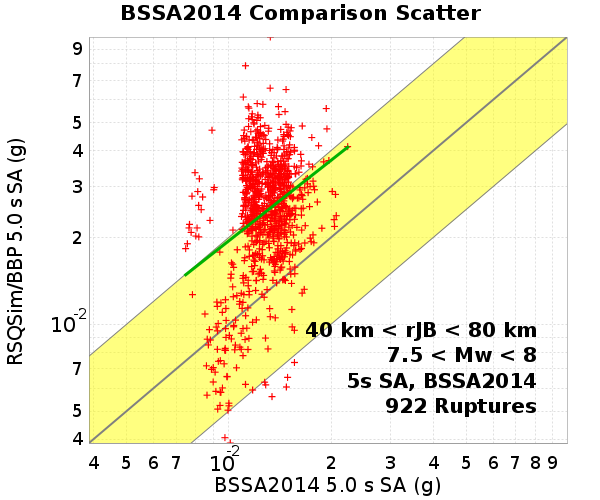 BSSA2014 Comparison Scatter
RSQSim/BBP 5.0 s SA (g)
9
7
5
4
3
2
10-2
7
5
4
40 km < rJB < 80 km
7.5 < Mw < 8
5s SA, BSSA2014
922 Ruptures
4 5 6 7 10-2 2 3 4 5 6 7 8 9
BSSA2014 5.0 s SA (g)